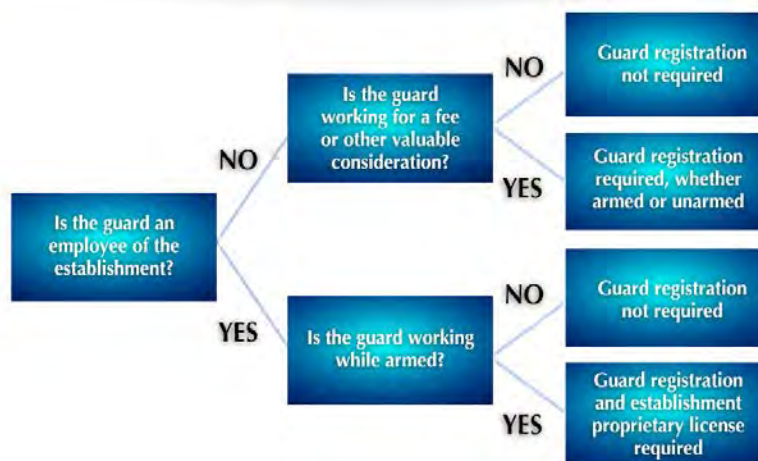 Is the guard an
employee of the
establishment?
NO
YES
Is the guard
working for a fee
or other valuable
consideration?
NO
YES
Guard registration
not required
Guard registration
required, whether
armed or unarmed
Is the guard working
while armed?
NO
YES
Guard registration
not required
Guard registration
and establishment
proprietary license
required